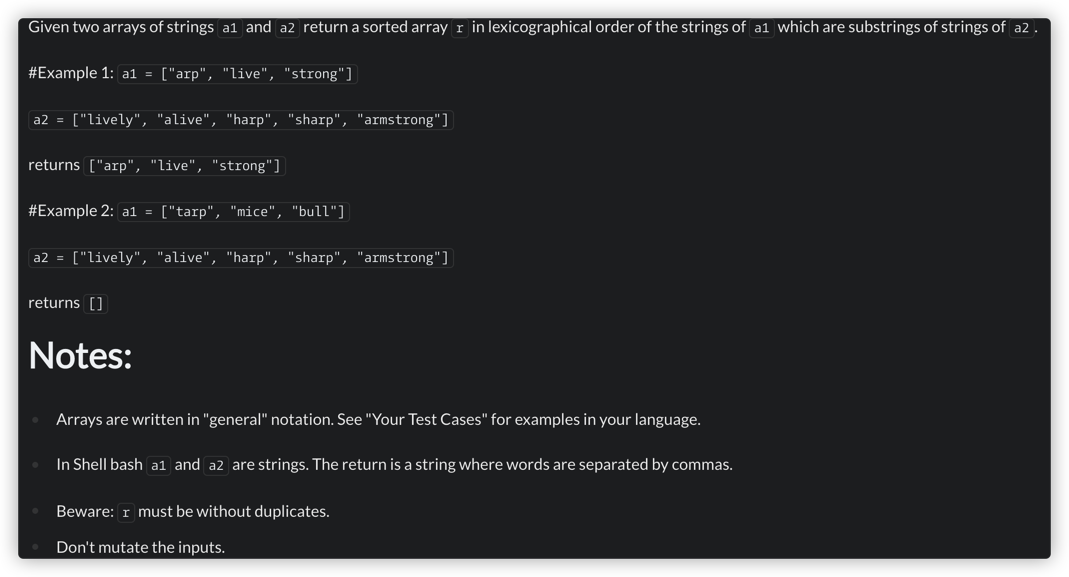 Given two arrays of strings a1 and a2 return a sorted array r in lexicographical order of the strings of a1 which are substrings of strings of a2.
#Example 1: a1 = ["arp", "live", "strong"]
a2 = ["lively", "alive", "harp", "sharp", "armstrong"]
returns ["arp", "live", "strong"]
#Example 2: a1 = ["tarp", "mice", "bull"]
a2 = ["lively", "alive", "harp", "sharp", "armstrong"]
returns []
Notes:
Arrays are written in "general" notation. See "Your Test Cases" for examples in your language.
In Shell bash a1 and a2 are strings. The return is a string where words are separated by commas.
Beware: r must be without duplicates.
Don't mutate the inputs.